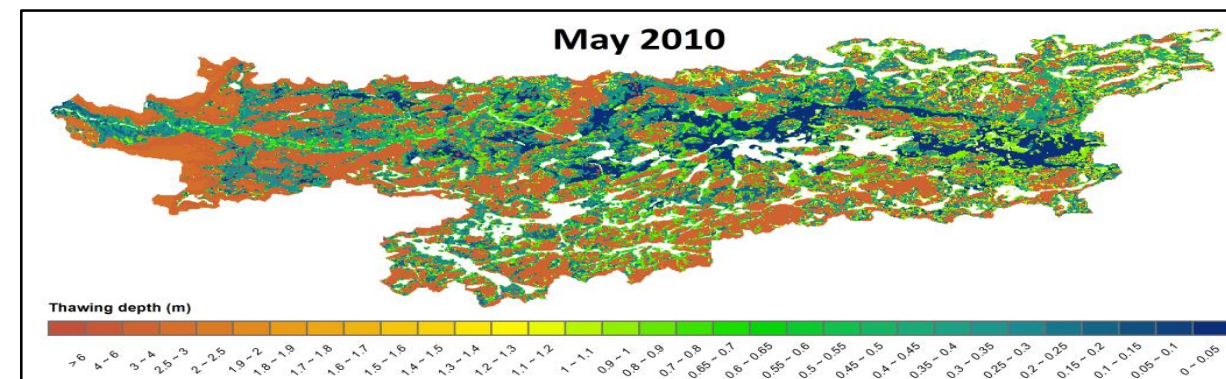 May 2010
Thawing depth (m)
> 6 4 ~ 6 3 ~ 4 2.5 ~ 3 2 ~ 2.5 1.9 ~ 2 1.8 ~ 1.9 1.7 ~ 1.8 1.6 ~ 1.7 1.5 ~ 1.6 1.4 ~ 1.5 1.3 ~ 1.4 1.2 ~ 1.3 1.1 ~ 1.2 1 ~ 1.1 0.9 ~ 1 0.8 ~ 0.9 0.7 ~ 0.8 0.65 ~ 0.7 0.6 ~ 0.65 0.55 ~ 0.6 0.5 ~ 0.55 0.45 ~ 0.5 0.4 ~ 0.45 0.35 ~ 0.4 0.3 ~ 0.35 0.25 ~ 0.3 0.2 ~ 0.25 0.15 ~ 0.2 0.1 ~ 0.15 0.05 ~ 0.1 0 ~ 0.05